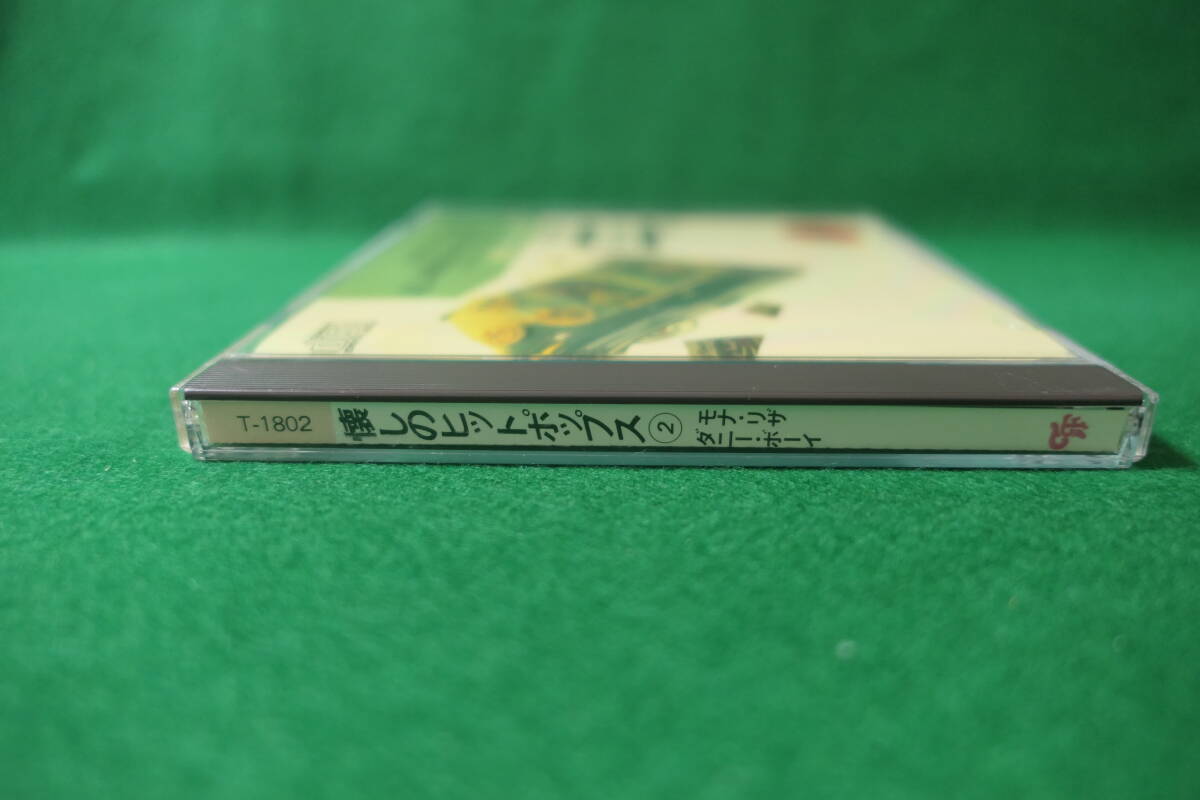 T-1802
懐しのヒットポップス②
モナ・リザ
ダニー・ボーイ